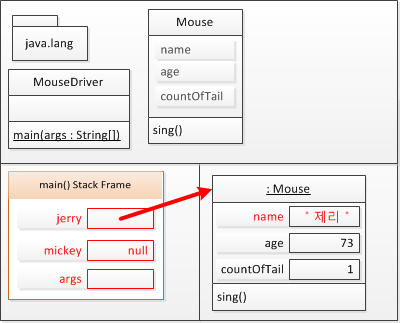 java.lang
MouseDriver
main(args : String[])
Mouse
name
age
countOfTail
sing()
main() Stack Frame
jerry
mickey null
args
: Mouse
name " 제리 "
age 73
countOfTail 1
sing()